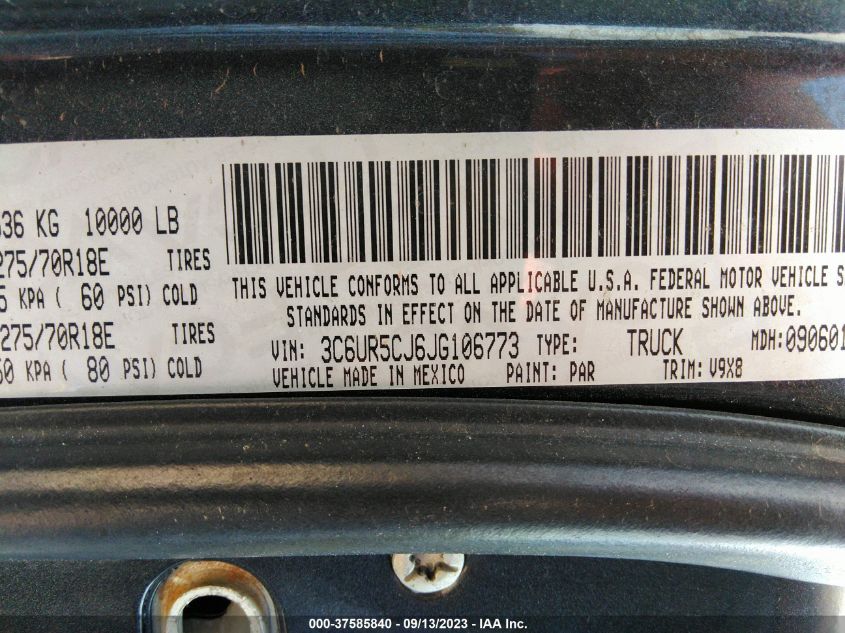 636 KG 10000 LB
275/70R18E TIRES
5 KPA ( 60 PSI) COLD
275/70R18E TIRES
50 KPA ( 80 PSI) COLD
THIS VEHICLE CONFORMS TO ALL APPLICABLE U.S.A. FEDERAL MOTOR VEHICLE S
STANDARDS IN EFFECT ON THE DATE OF MANUFACTURE SHOWN ABOVE.
VIN: 3C6UR5CJ6JG106773 TYPE: TRUCK MDH:090601
VEHICLE MADE IN MEXICO PAINT: PAR TRIM: V9X8
000-37585840 - 09/13/2023 - IAA Inc.